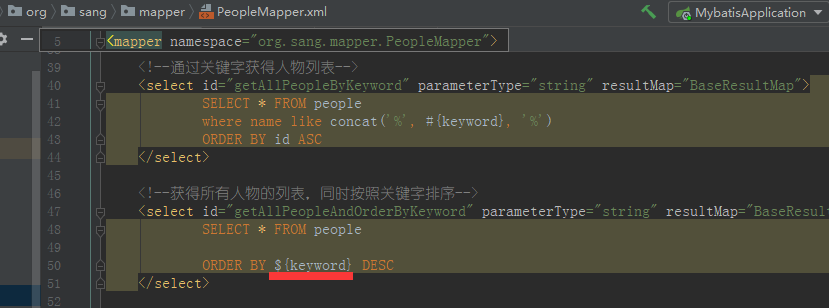 org sang mapper PeopleMapper.xml MybatisApplication
5 <mapper namespace="org.sang.mapper.PeopleMapper">
39 <!--通过关键字获得人物列表-->
40 <select id="getAllPeopleByKeyword" parameterType="string" resultMap="BaseResultMap">
41 SELECT * FROM people
42 where name like concat('%', #{keyword}, '%')
43 ORDER BY id ASC
44 </select>
45
46 <!--获得所有人物的列表，同时按照关键字排序-->
47 <select id="getAllPeopleAndOrderByKeyword" parameterType="string" resultMap="BaseResult
48 SELECT * FROM people
49
50 ORDER BY ${keyword} DESC
51 </select>
52